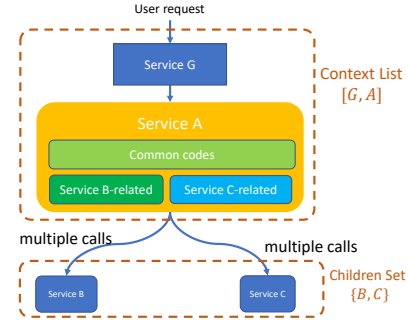 User request
Service G
Context List
[G, A]
Service A
Common codes
Service B-related
Service C-related
multiple calls
multiple calls
Service B
Service C
Children Set
{B, C}